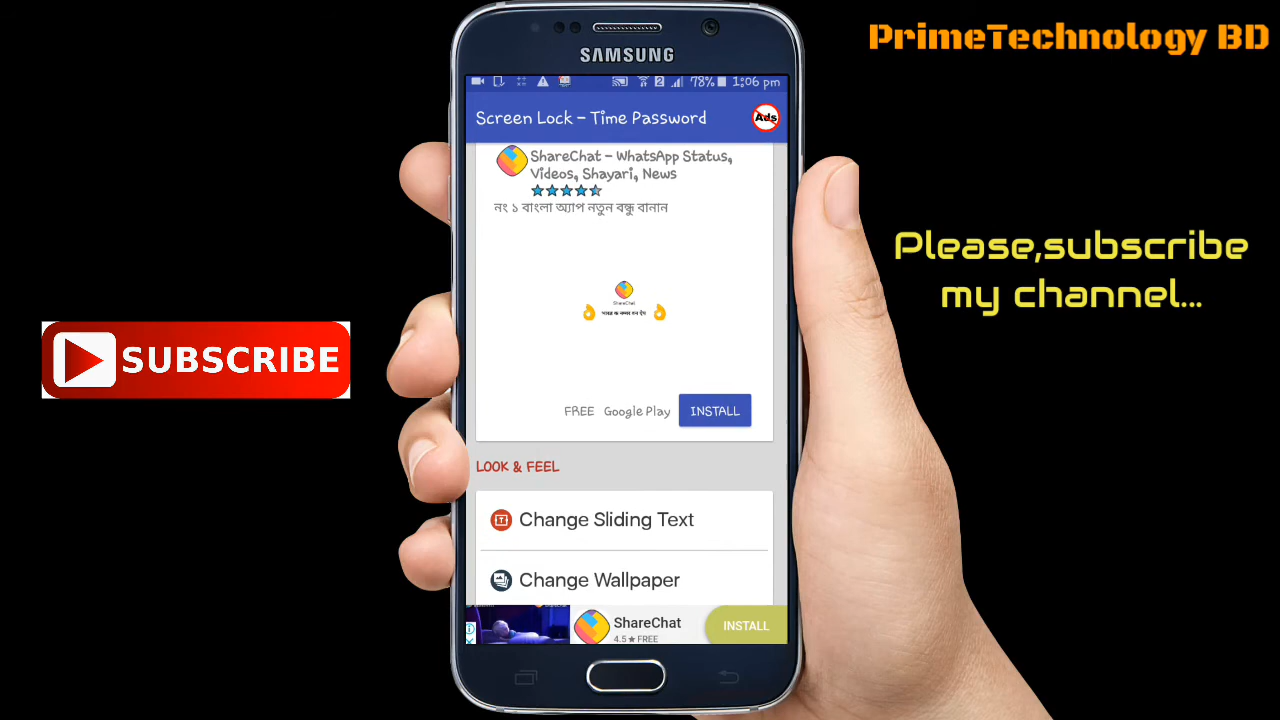 PrimeTechnology BD
SAMSUNG
2 78% 1:06 pm
Screen Lock - Time Password
Ads
ShareChat - WhatsApp Status,
Videos, Shayari, News
নং ১ বাংলা অ্যাপ নতুন বন্ধু বানান
Please,subscribe
my channel...
ShareChat
SUBSCRIBE
FREE Google Play INSTALL
LOOK & FEEL
Change Sliding Text
Change Wallpaper
ShareChat
4.5★FREE
INSTALL